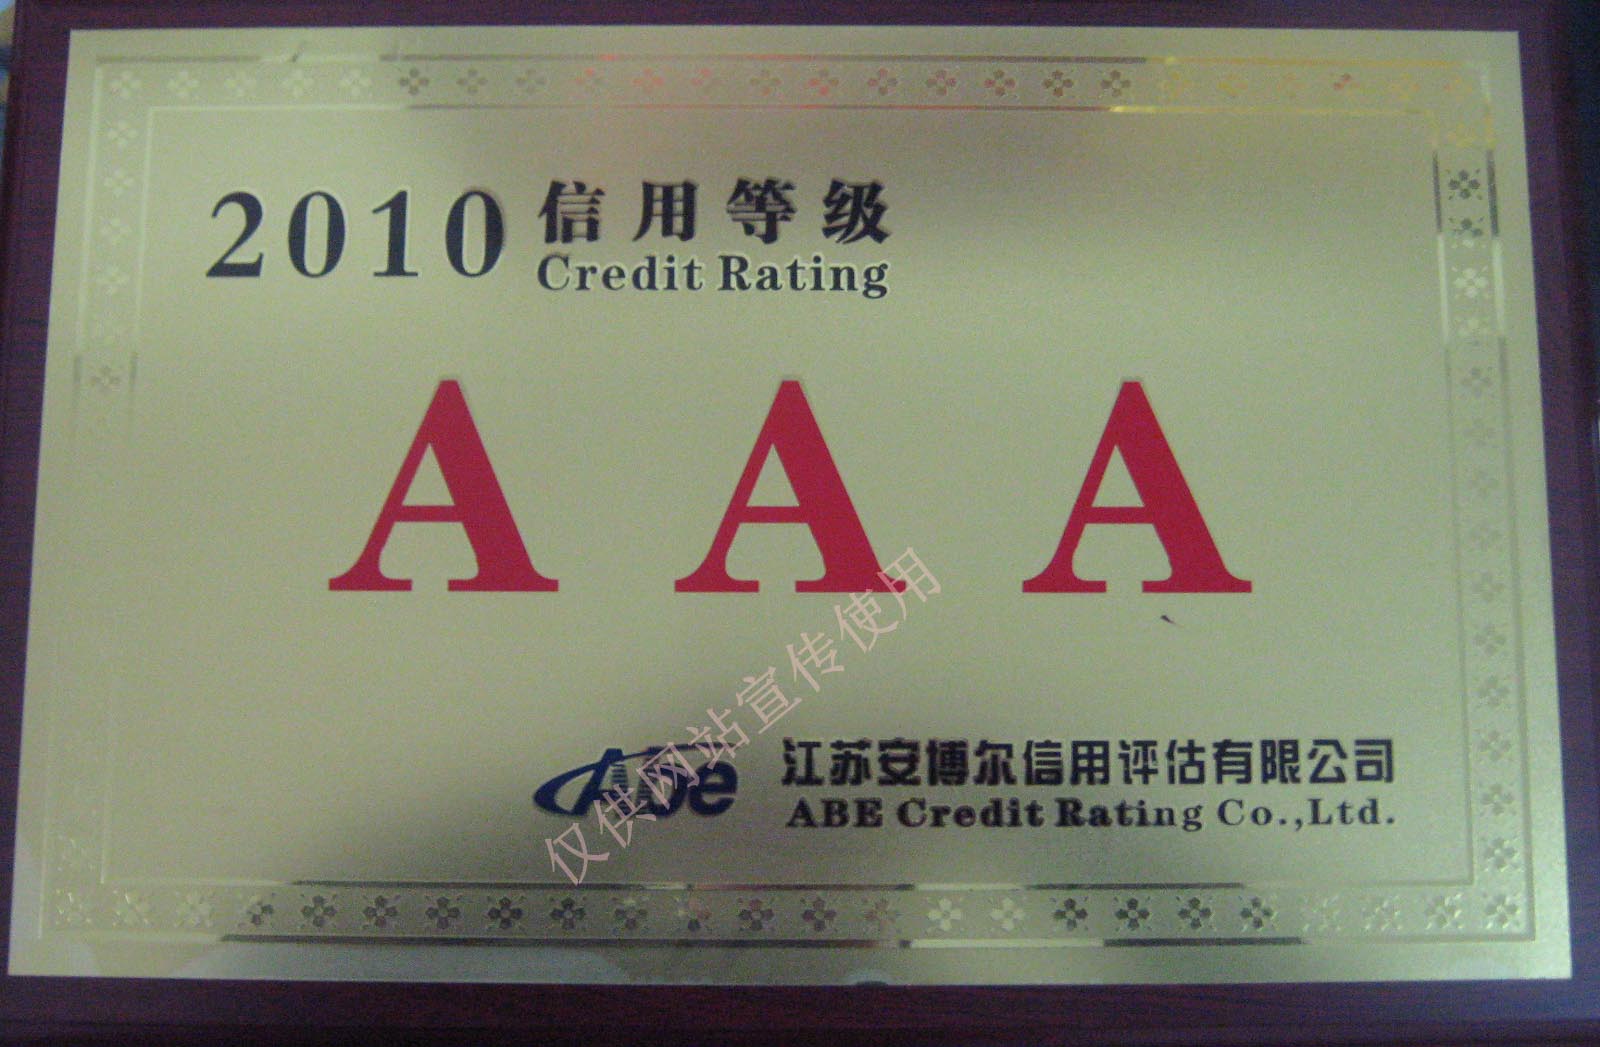 2010 信用等级
Credit Rating
A A A
Abe
江苏安博尔信用评估有限公司
ABE Credit Rating Co.,Ltd.
仅供网站宣传使用